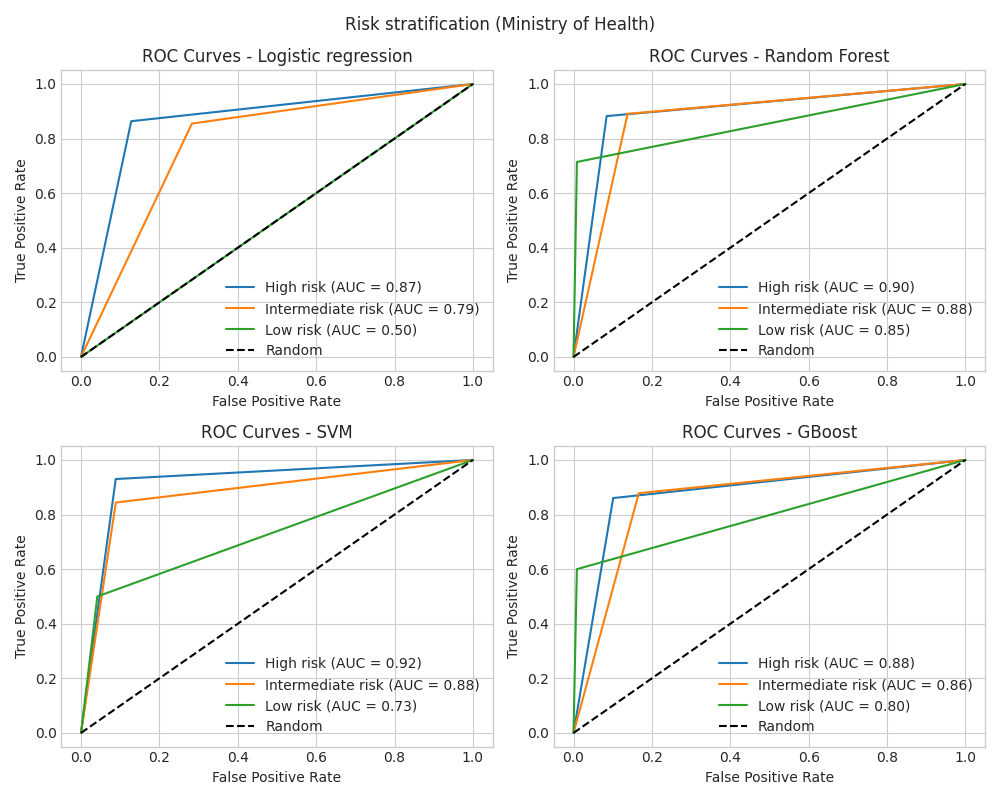 Risk stratification (Ministry of Health)
ROC Curves - Logistic regression
True Positive Rate
1.0
0.8
0.6
0.4
0.2
0.0
High risk (AUC = 0.87)
Intermediate risk (AUC = 0.79)
Low risk (AUC = 0.50)
Random
0.0 0.2 0.4 0.6 0.8 1.0
False Positive Rate
ROC Curves - Random Forest
True Positive Rate
1.0
0.8
0.6
0.4
0.2
0.0
High risk (AUC = 0.90)
Intermediate risk (AUC = 0.88)
Low risk (AUC = 0.85)
Random
0.0 0.2 0.4 0.6 0.8 1.0
False Positive Rate
ROC Curves - SVM
True Positive Rate
1.0
0.8
0.6
0.4
0.2
0.0
High risk (AUC = 0.92)
Intermediate risk (AUC = 0.88)
Low risk (AUC = 0.73)
Random
0.0 0.2 0.4 0.6 0.8 1.0
False Positive Rate
ROC Curves - GBoost
True Positive Rate
1.0
0.8
0.6
0.4
0.2
0.0
High risk (AUC = 0.88)
Intermediate risk (AUC = 0.86)
Low risk (AUC = 0.80)
Random
0.0 0.2 0.4 0.6 0.8 1.0
False Positive Rate